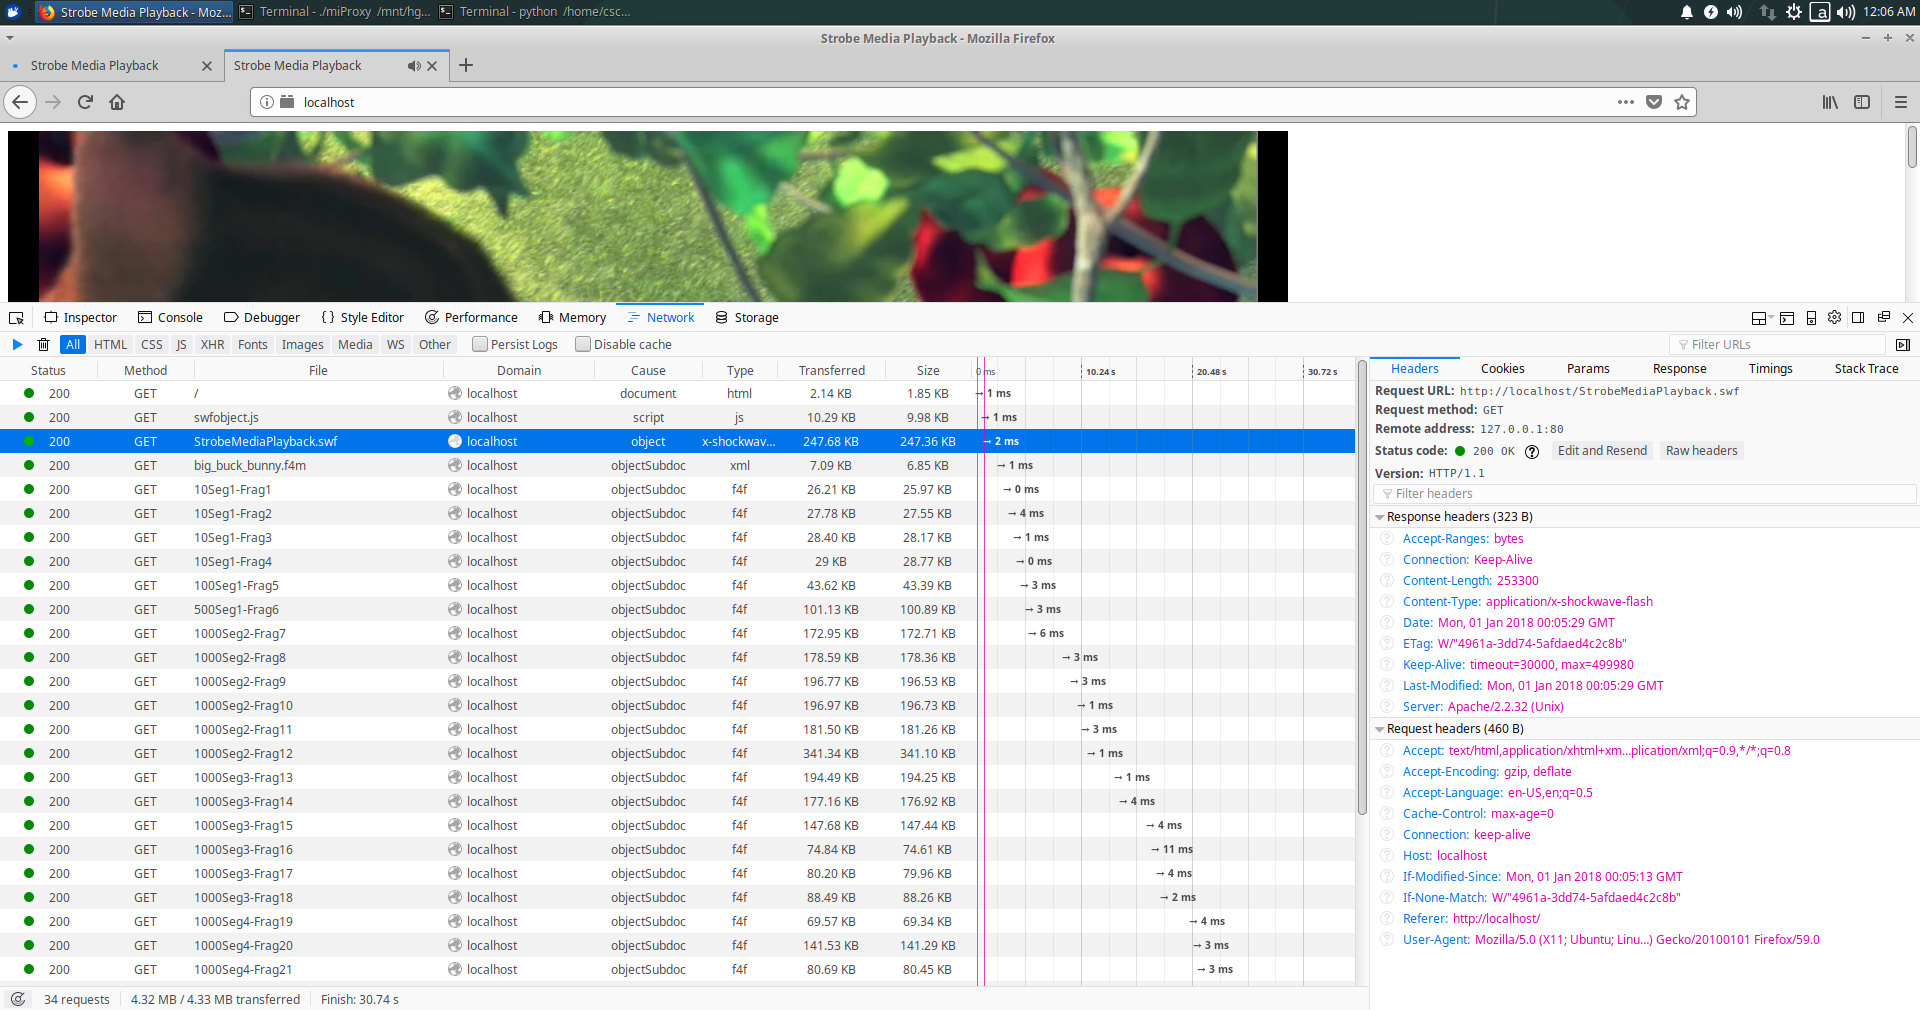 Strobe Media Playback - Moz... Terminal - ./miProxy /mnt/hg... Terminal - python /home/csc... a 12:06 AM
Strobe Media Playback - Mozilla Firefox
Strobe Media Playback Strobe Media Playback
localhost
Inspector Console Debugger Style Editor Performance Memory Network Storage
All HTML CSS JS XHR Fonts Images Media WS Other Persist Logs Disable cache Filter URLs
Status Method File Domain Cause Type Transferred Size 0 ms 10.24 s 20.48 s 30.72 s
200 GET / localhost document html 2.14 KB 1.85 KB → 1 ms
200 GET swfobject.js localhost script js 10.29 KB 9.98 KB → 1 ms
200 GET StrobeMediaPlayback.swf localhost object x-shockwav... 247.68 KB 247.36 KB → 2 ms
200 GET big_buck_bunny.f4m localhost objectSubdoc xml 7.09 KB 6.85 KB → 1 ms
200 GET 10Seg1-Frag1 localhost objectSubdoc f4f 26.21 KB 25.97 KB → 0 ms
200 GET 10Seg1-Frag2 localhost objectSubdoc f4f 27.78 KB 27.55 KB → 4 ms
200 GET 10Seg1-Frag3 localhost objectSubdoc f4f 28.40 KB 28.17 KB → 1 ms
200 GET 10Seg1-Frag4 localhost objectSubdoc f4f 29 KB 28.77 KB → 0 ms
200 GET 100Seg1-Frag5 localhost objectSubdoc f4f 43.62 KB 43.39 KB → 3 ms
200 GET 500Seg1-Frag6 localhost objectSubdoc f4f 101.13 KB 100.89 KB → 3 ms
200 GET 1000Seg2-Frag7 localhost objectSubdoc f4f 172.95 KB 172.71 KB → 6 ms
200 GET 1000Seg2-Frag8 localhost objectSubdoc f4f 178.59 KB 178.36 KB → 3 ms
200 GET 1000Seg2-Frag9 localhost objectSubdoc f4f 196.77 KB 196.53 KB → 3 ms
200 GET 1000Seg2-Frag10 localhost objectSubdoc f4f 196.97 KB 196.73 KB → 1 ms
200 GET 1000Seg2-Frag11 localhost objectSubdoc f4f 181.50 KB 181.26 KB → 3 ms
200 GET 1000Seg2-Frag12 localhost objectSubdoc f4f 341.34 KB 341.10 KB → 1 ms
200 GET 1000Seg3-Frag13 localhost objectSubdoc f4f 194.49 KB 194.25 KB → 1 ms
200 GET 1000Seg3-Frag14 localhost objectSubdoc f4f 177.16 KB 176.92 KB → 4 ms
200 GET 1000Seg3-Frag15 localhost objectSubdoc f4f 147.68 KB 147.44 KB → 4 ms
200 GET 1000Seg3-Frag16 localhost objectSubdoc f4f 74.84 KB 74.61 KB → 11 ms
200 GET 1000Seg3-Frag17 localhost objectSubdoc f4f 80.20 KB 79.96 KB → 4 ms
200 GET 1000Seg3-Frag18 localhost objectSubdoc f4f 88.49 KB 88.26 KB → 2 ms
200 GET 1000Seg4-Frag19 localhost objectSubdoc f4f 69.57 KB 69.34 KB → 4 ms
200 GET 1000Seg4-Frag20 localhost objectSubdoc f4f 141.53 KB 141.29 KB → 3 ms
200 GET 1000Seg4-Frag21 localhost objectSubdoc f4f 80.69 KB 80.45 KB → 3 ms
34 requests 4.32 MB / 4.33 MB transferred Finish: 30.74 s
Headers Cookies Params Response Timings Stack Trace
Request URL: http://localhost/StrobeMediaPlayback.swf
Request method: GET
Remote address: 127.0.0.1:80
Status code: 200 OK ? Edit and Resend Raw headers
Version: HTTP/1.1
Filter headers
Response headers (323 B)
? Accept-Ranges: bytes
? Connection: Keep-Alive
? Content-Length: 253300
? Content-Type: application/x-shockwave-flash
? Date: Mon, 01 Jan 2018 00:05:29 GMT
? ETag: W/"4961a-3dd74-5afdaed4c2c8b"
? Keep-Alive: timeout=30000, max=499980
? Last-Modified: Mon, 01 Jan 2018 00:05:29 GMT
? Server: Apache/2.2.32 (Unix)
Request headers (460 B)
? Accept: text/html,application/xhtml+xm...plication/xml;q=0.9,*/*;q=0.8
? Accept-Encoding: gzip, deflate
? Accept-Language: en-US,en;q=0.5
? Cache-Control: max-age=0
? Connection: keep-alive
? Host: localhost
? If-Modified-Since: Mon, 01 Jan 2018 00:05:13 GMT
? If-None-Match: W/"4961a-3dd74-5afdaed4c2c8b"
? Referer: http://localhost/
? User-Agent: Mozilla/5.0 (X11; Ubuntu; Linu...) Gecko/20100101 Firefox/59.0